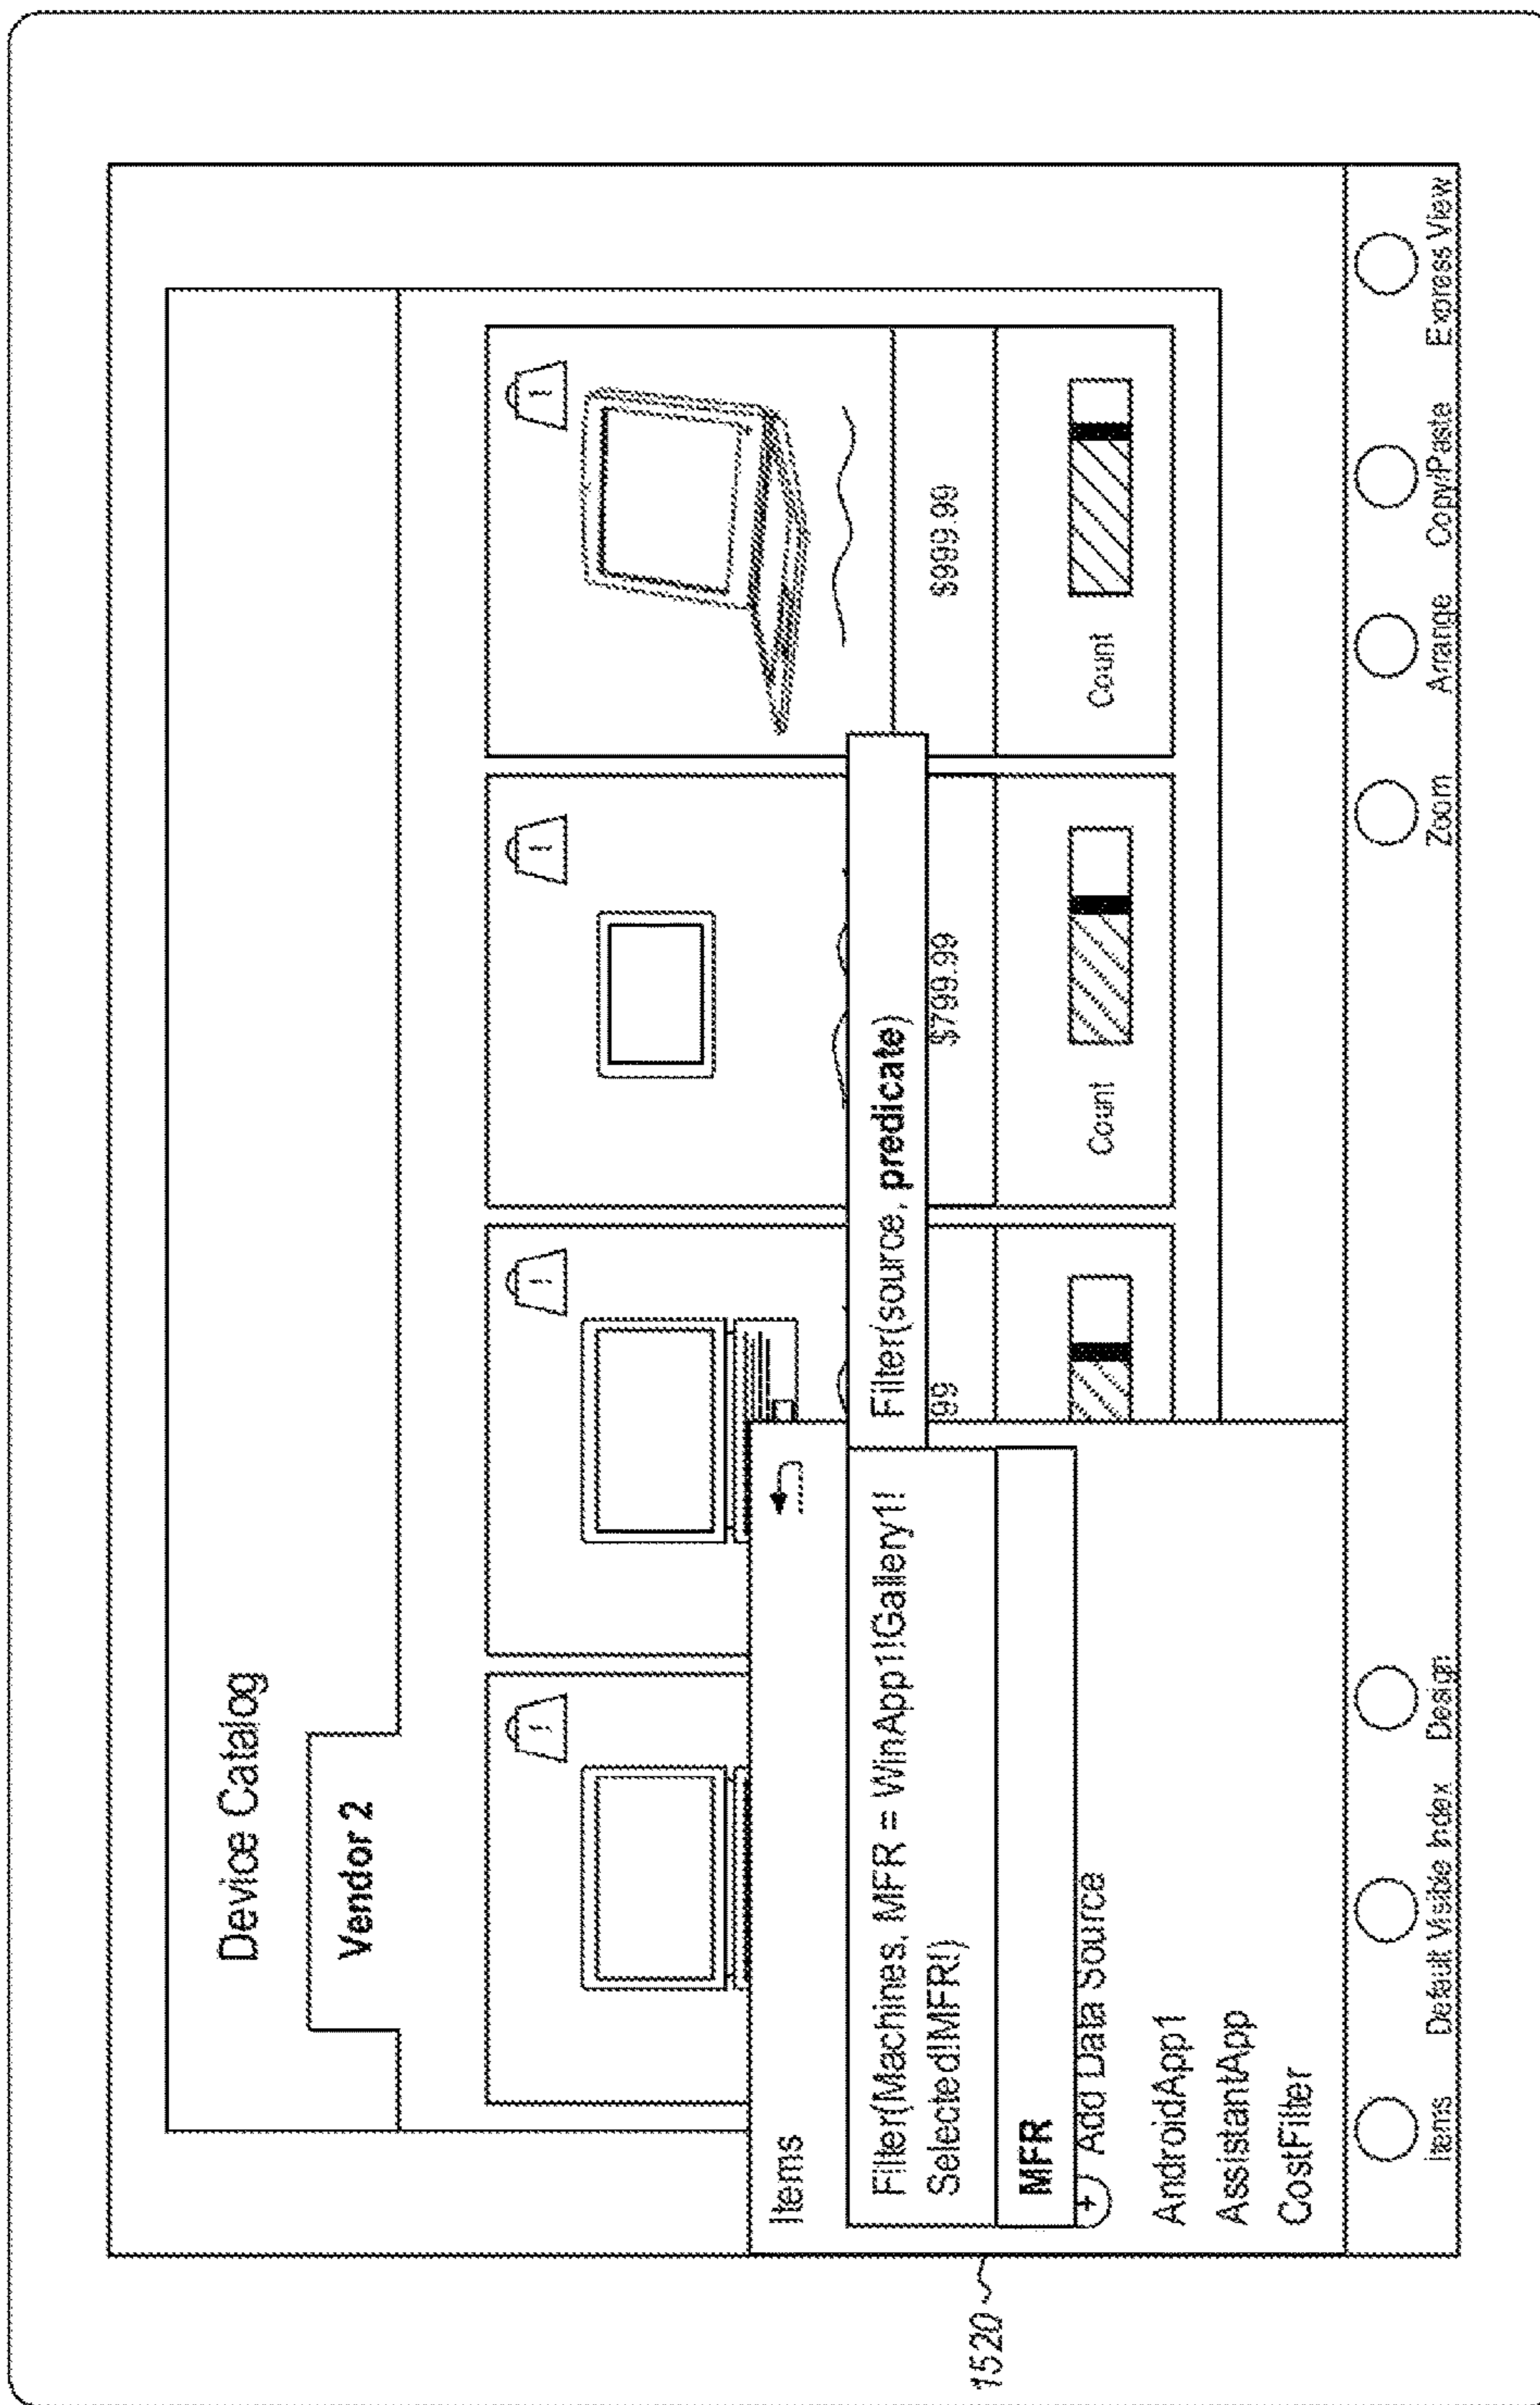 Device Catalog
Vendor 2
Items
Filter(Machines, MFR = WinApp1!Gallery1!
Selected!MFR!)
Filter(source, predicate)
MFR
Add Data Source
AndroidApp1
AssistantApp
CostFilter
99
$799.99
$999.99
Count
Count
Items
Default Visible Index
Design
Zoom
Arrange
Copy/Paste
Express View
1520